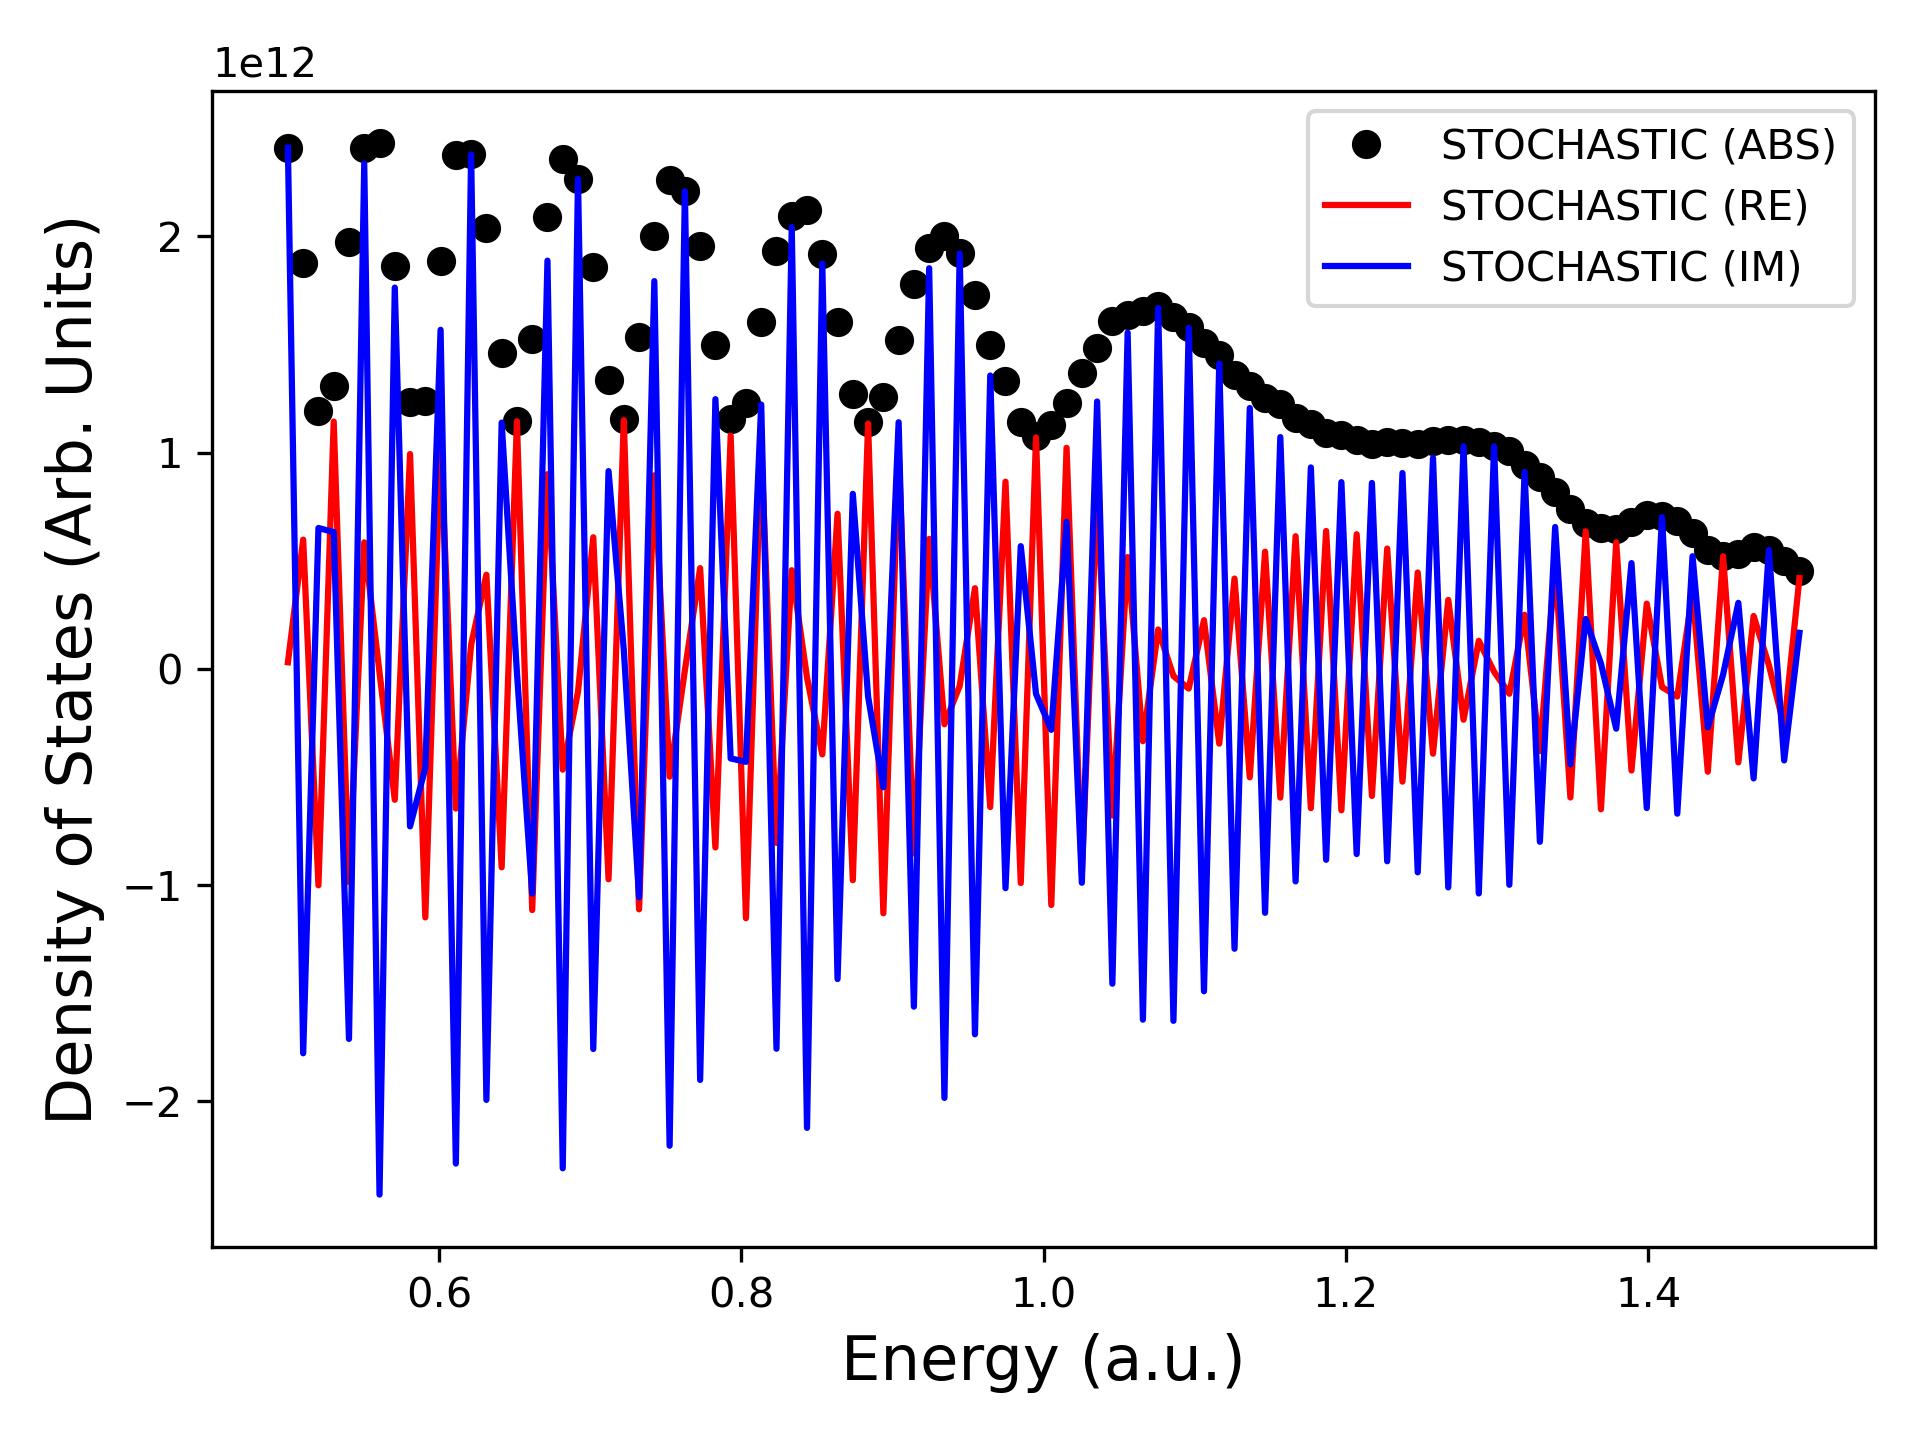 1e12
STOCHASTIC (ABS)
STOCHASTIC (RE)
STOCHASTIC (IM)
Density of States (Arb. Units)
2
1
0
−1
−2
0.6 0.8 1.0 1.2 1.4
Energy (a.u.)